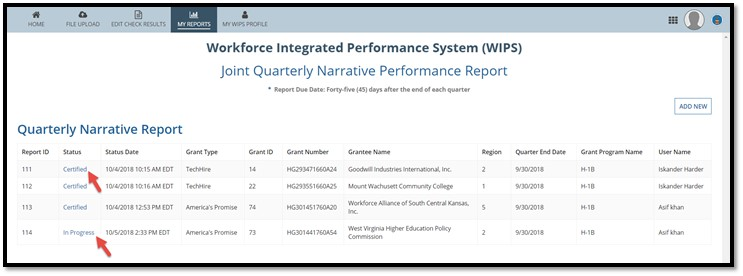 HOME FILE UPLOAD EDIT CHECK RESULTS MY REPORTS MY WIPS PROFILE
Workforce Integrated Performance System (WIPS)
Joint Quarterly Narrative Performance Report
* Report Due Date: Forty-five (45) days after the end of each quarter
ADD NEW
Quarterly Narrative Report
Report ID Status Status Date Grant Type Grant ID Grant Number Grantee Name Region Quarter End Date Grant Program Name User Name
111 Certified 10/4/2018 10:15 AM EDT TechHire 14 HG293471660A24 Goodwill Industries International, Inc. 2 9/30/2018 H-1B Iskander Harder
112 Certified 10/4/2018 10:16 AM EDT TechHire 22 HG293551660A25 Mount Wachusett Community College 1 9/30/2018 H-1B Iskander Harder
113 Certified 10/4/2018 12:53 PM EDT America's Promise 74 HG301451760A20 Workforce Alliance of South Central Kansas, 5 9/30/2018 H-1B Asif khan
Inc.
114 In Progress 10/5/2018 2:33 PM EDT America's Promise 73 HG301441760A54 West Virginia Higher Education Policy 2 9/30/2018 H-1B Asif khan
Commission